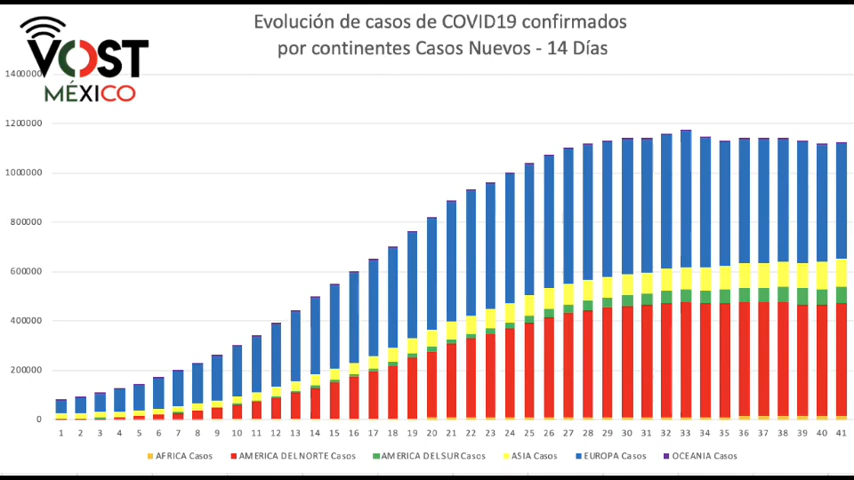 Evolución de casos de COVID19 confirmados
por continentes Casos Nuevos - 14 Días
VOST
MÉXICO
1400000
1200000
1000000
800000
600000
400000
200000
0
1 2 3 4 5 6 7 8 9 10 11 12 13 14 15 16 17 18 19 20 21 22 23 24 25 26 27 28 29 30 31 32 33 34 35 36 37 38 39 40 41
AFRICA Casos AMERICA DEL NORTE Casos AMERICA DEL SUR Casos ASIA Casos EUROPA Casos OCEANIA Casos